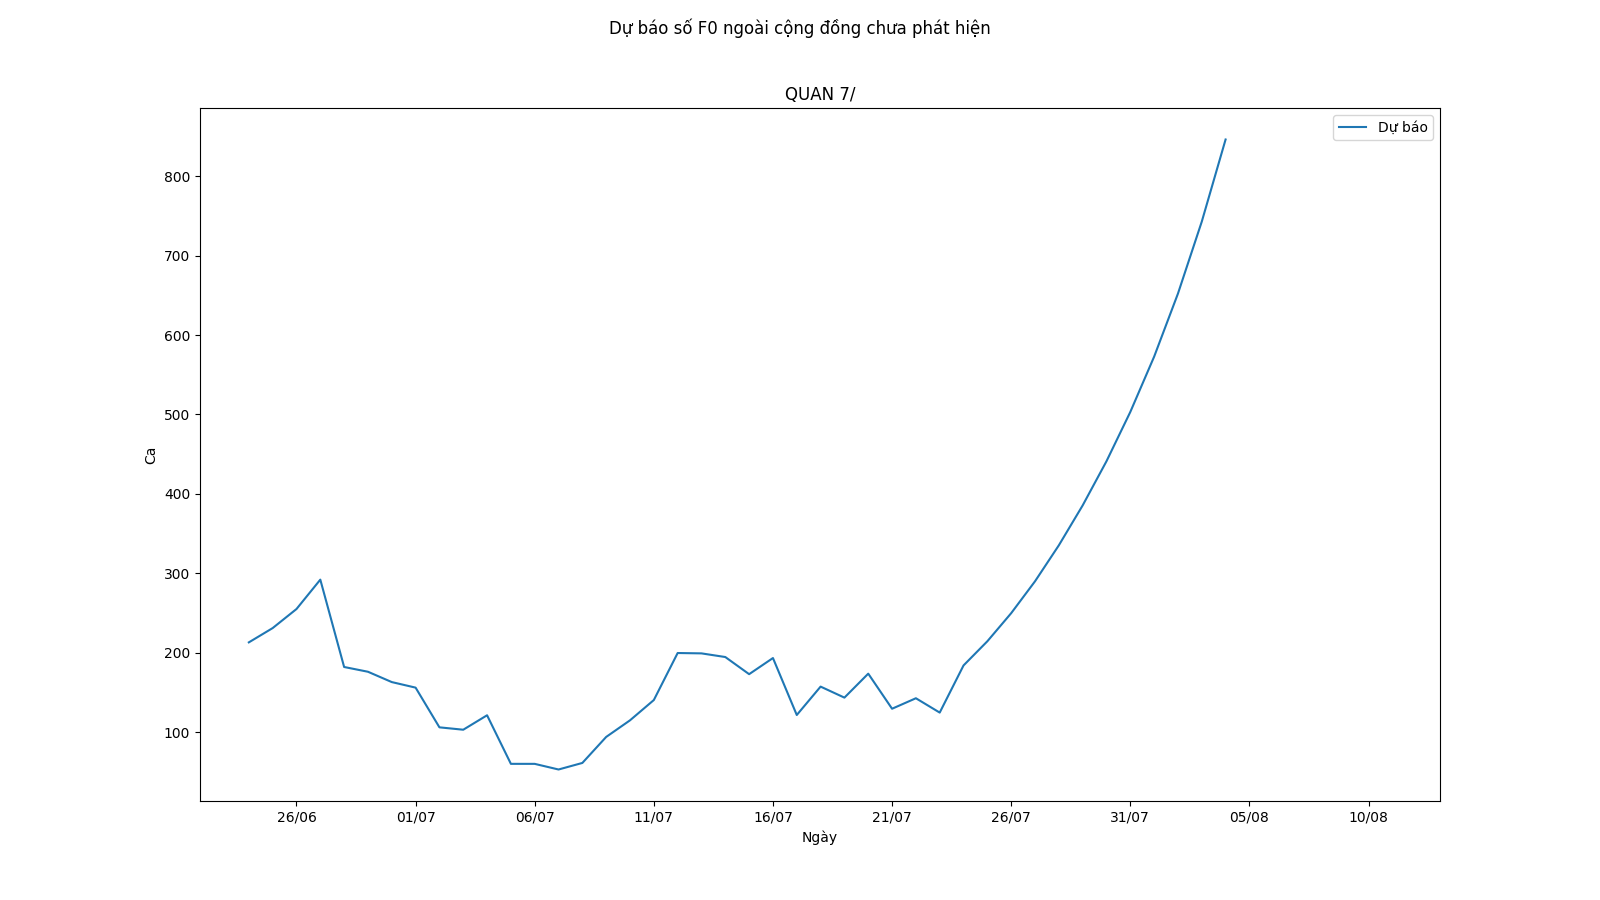 Dự báo số F0 ngoài cộng đồng chưa phát hiện
QUAN 7/
Dự báo
800
700
600
500
400
300
200
100
Ca
26/06 01/07 06/07 11/07 16/07 21/07 26/07 31/07 05/08 10/08
Ngày